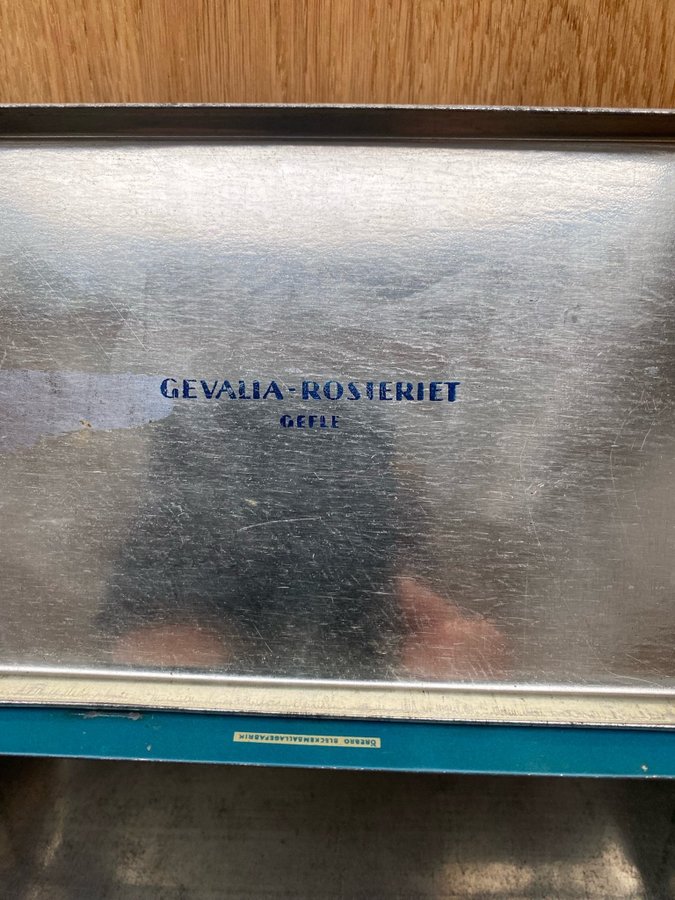 GEVALIA-ROSTERIET
GEFLE
ÖREBRO BLECKEMBALLAGEFABRIK